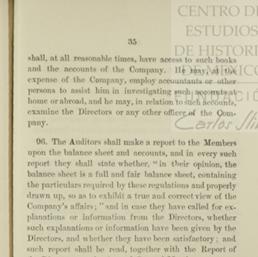 CENTRO DE
ESTUDIOS
DE HISTORI
MÉXICO
35
shall, at all reasonable times, have access to such books
and the accounts of the Company. He may, at the
expense of the Company, employ accountants or other
persons to assist him in investigating such accounts at
home or abroad, and he may, in relation to such accounts,
examine the Directors or any other officer of the Com-
pany.
Carlos Sli
96. The Auditors shall make a report to the Members
upon the balance sheet and accounts, and in every such
report they shall state whether, "in their opinion, the
balance sheet is a full and fair balance sheet, containing
the particulars required by these regulations and properly
drawn up, so as to exhibit a true and correct view of the
Company's affairs;" and in case they have called for ex-
planations or information from the Directors, whether
such explanations or information have been given by the
Directors, and whether they have been satisfactory; and
such report shall be read, together with the Report of